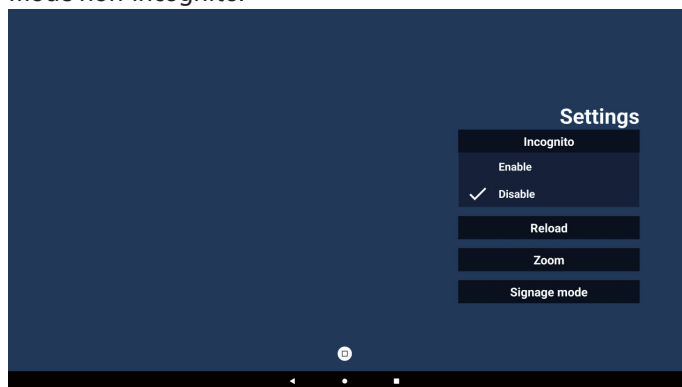 Settings
Incognito
Enable
Disable
Reload
Zoom
Signage mode